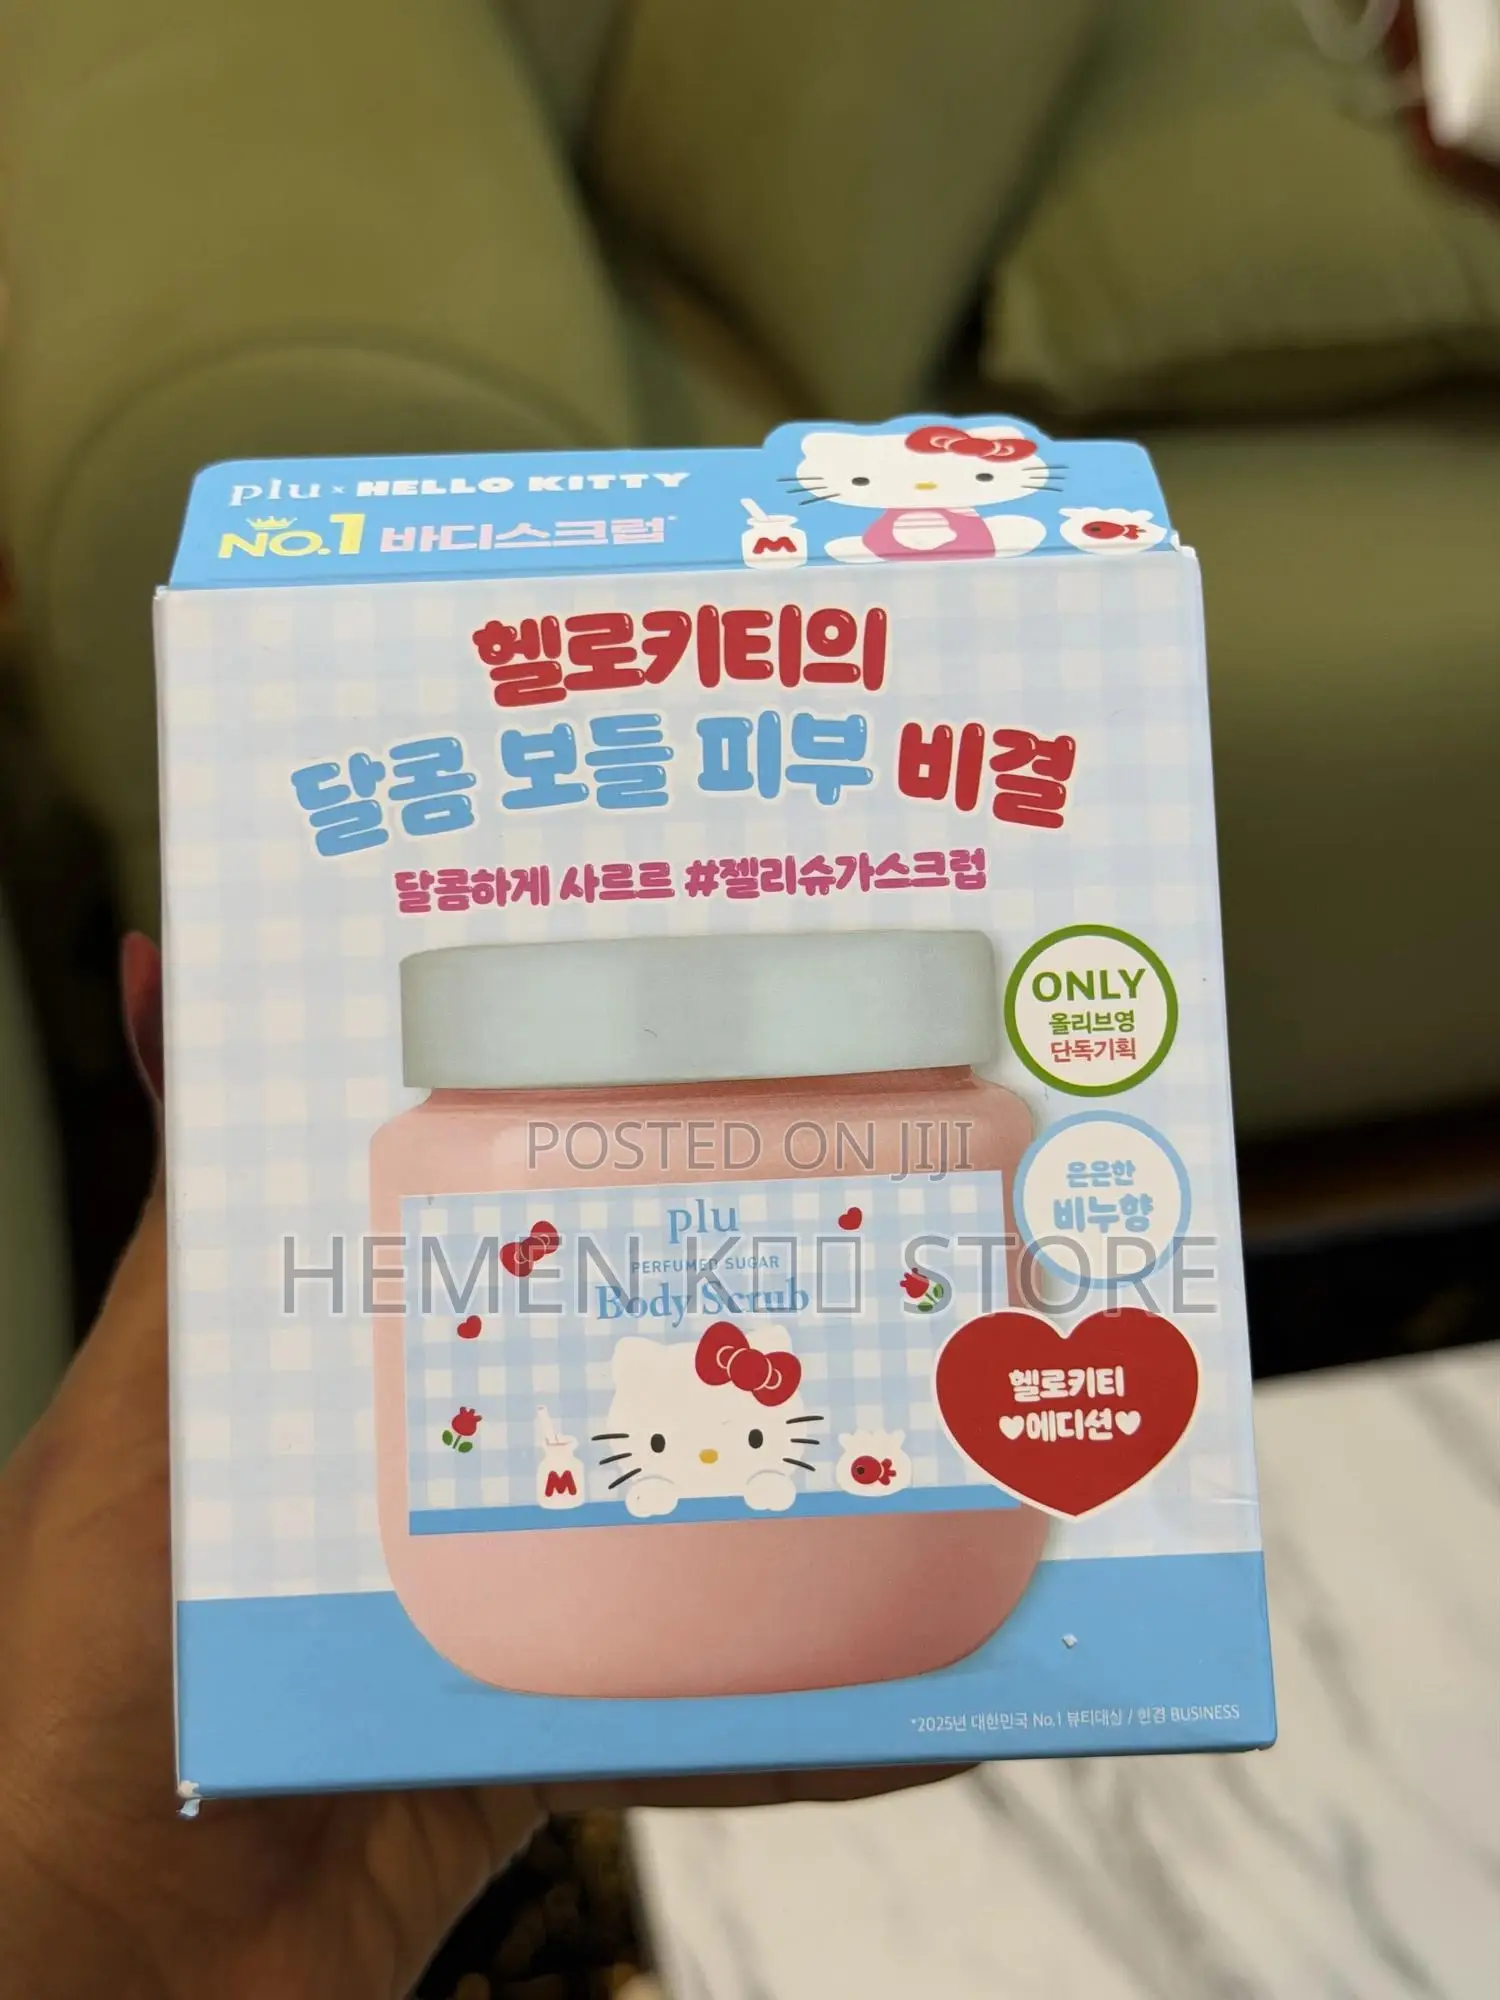 plu x HELLO KITTY
NO.1 바디스크럽*
헬로키티의
달콤 보들 피부 비결
달콤하게 사르르 #젤리슈가스크럽
ONLY
올리브영
단독기획
은은한
비누향
POSTED ON JIJI
plu
PERFUMED SUGAR
Body Scrub
HEMEN K□□ STORE
헬로키티
♥에디션♥
M
M
*2025년 대한민국 No.1 뷰티대상 / 한경 BUSINESS